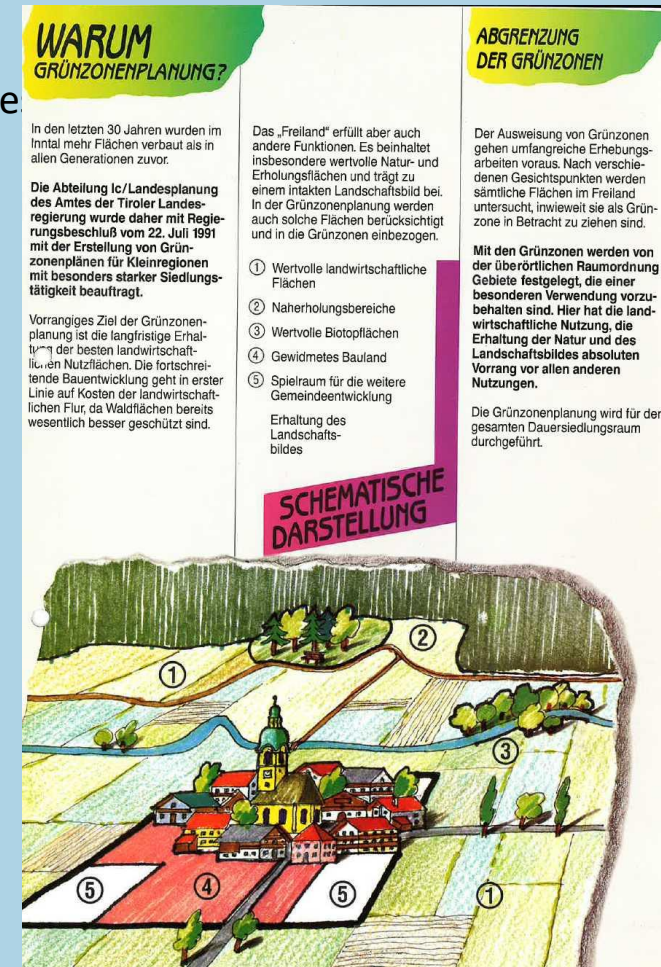 WARUM
GRÜNZONENPLANUNG?
In den letzten 30 Jahren wurden im
Inntal mehr Flächen verbaut als in
allen Generationen zuvor.
Die Abteilung Ic/Landesplanung
des Amtes der Tiroler Landes-
regierung wurde daher mit Regie-
rungsbeschluß vom 22. Juli 1991
mit der Erstellung von Grün-
zonenplänen für Kleinregionen
mit besonders starker Siedlungs-
tätigkeit beauftragt.
Vorrangiges Ziel der Grünzonen-
planung ist die langfristige Erhal-
tung der besten landwirtschaft-
lichen Nutzflächen. Die fortschrei-
tende Bauentwicklung geht in erster
Linie auf Kosten der landwirtschaft-
lichen Flur, da Waldflächen bereits
wesentlich besser geschützt sind.
Das „Freiland“ erfüllt aber auch
andere Funktionen. Es beinhaltet
insbesondere wertvolle Natur- und
Erholungsflächen und trägt zu
einem intakten Landschaftsbild bei.
In der Grünzonenplanung werden
auch solche Flächen berücksichtigt
und in die Grünzonen einbezogen.
① Wertvolle landwirtschaftliche
Flächen
② Naherholungsbereiche
③ Wertvolle Biotopflächen
④ Gewidmetes Bauland
⑤ Spielraum für die weitere
Gemeindeentwicklung
Erhaltung des
Landschafts-
bildes
SCHEMATISCHE
DARSTELLUNG
ABGRENZUNG
DER GRÜNZONEN
Der Ausweisung von Grünzonen
gehen umfangreiche Erhebungs-
arbeiten voraus. Nach verschie-
denen Gesichtspunkten werden
sämtliche Flächen im Freiland
untersucht, inwieweit sie als Grün-
zone in Betracht zu ziehen sind.
Mit den Grünzonen werden von
der überörtlichen Raumordnung
Gebiete festgelegt, die einer
besonderen Verwendung vorzu-
behalten sind. Hier hat die land-
wirtschaftliche Nutzung, die
Erhaltung der Natur und des
Landschaftsbildes absoluten
Vorrang vor allen anderen
Nutzungen.
Die Grünzonenplanung wird für den
gesamten Dauersiedlungsraum
durchgeführt.
②
①
③
⑤
④
⑤
①